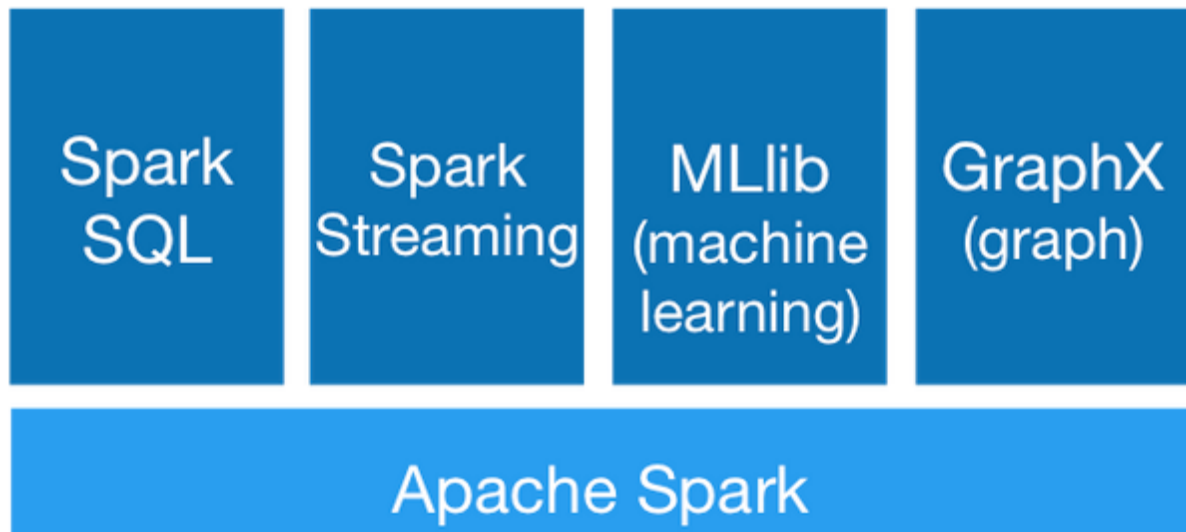 Spark
SQL
Spark
Streaming
MLlib
(machine
learning)
GraphX
(graph)
Apache Spark